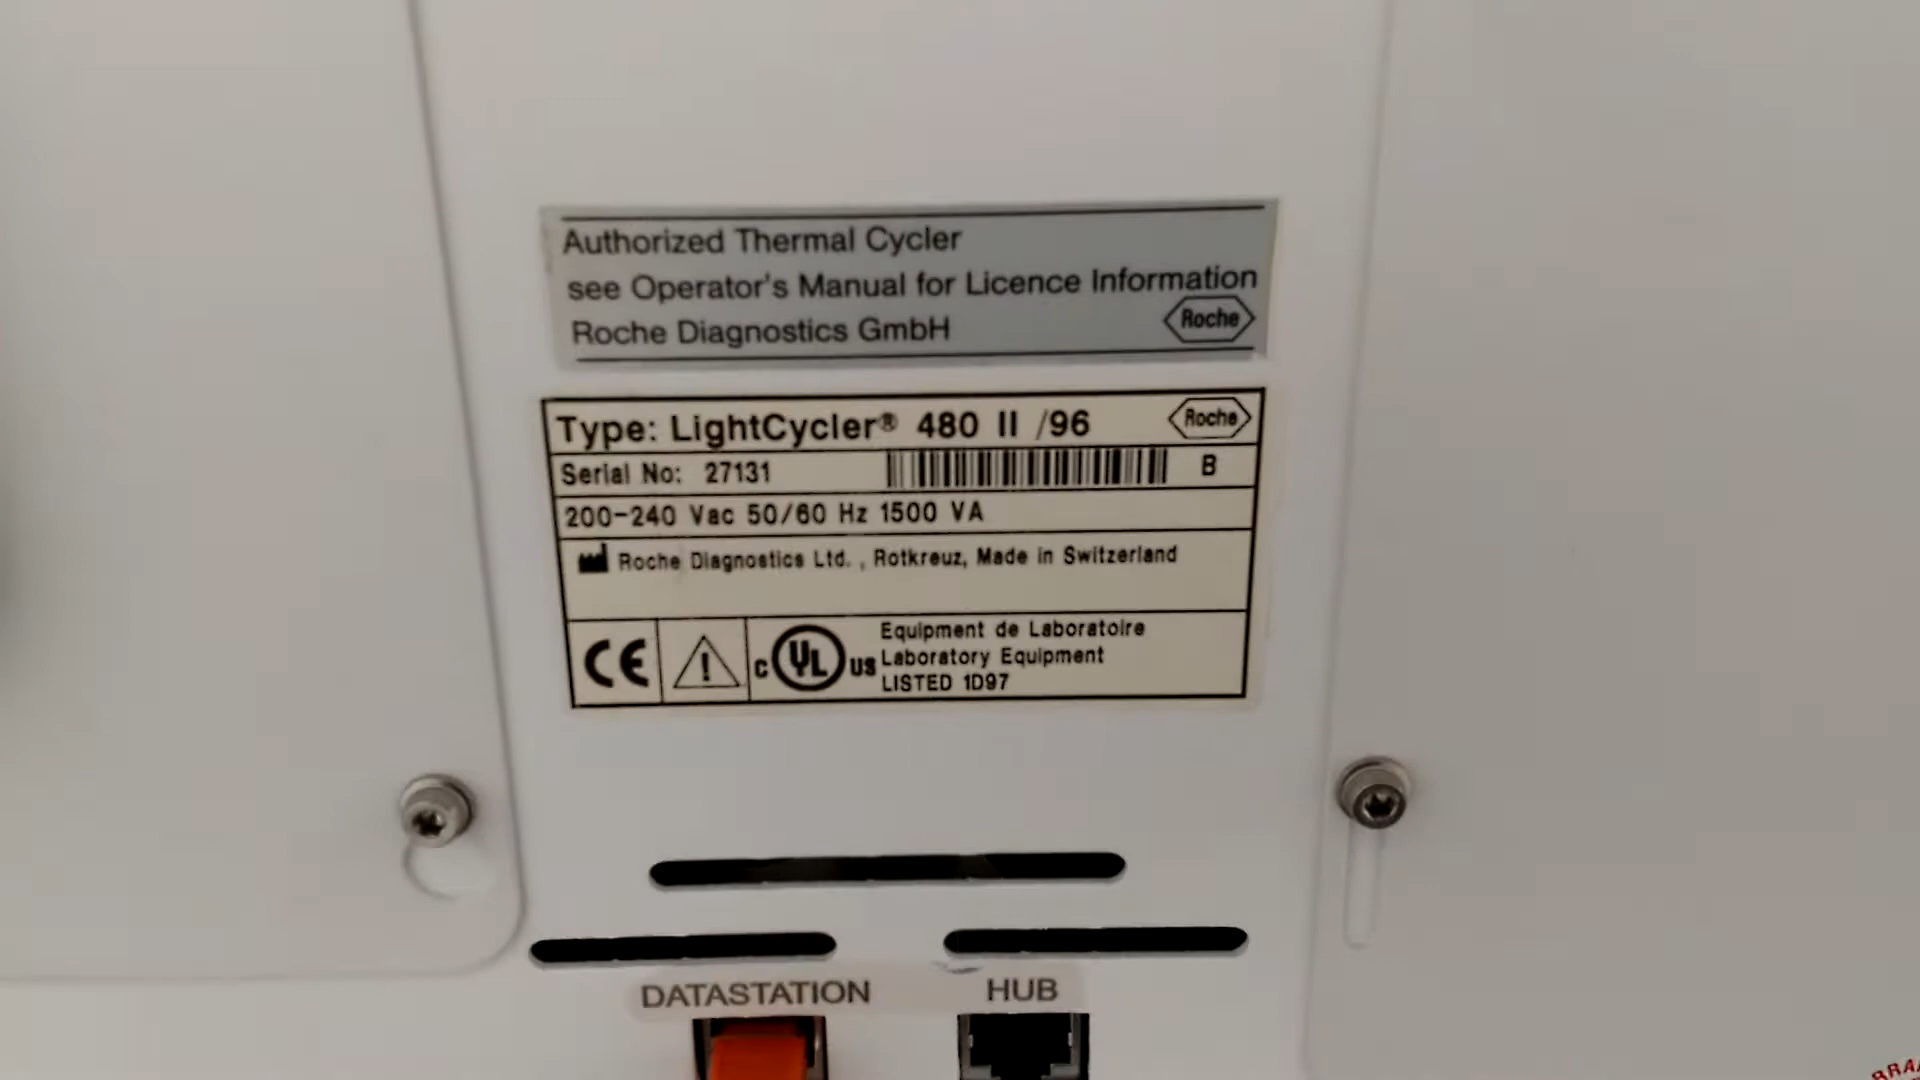 Authorized Thermal Cycler
see Operator's Manual for Licence Information
Roche Diagnostics GmbH
Roche
Type: LightCycler® 480 II /96
Roche
Serial No: 27131
B
200-240 Vac 50/60 Hz 1500 VA
Roche Diagnostics Ltd. , Rotkreuz, Made in Switzerland
CE
C UL US
Equipment de Laboratoire
Laboratory Equipment
LISTED 1D97
DATASTATION
HUB